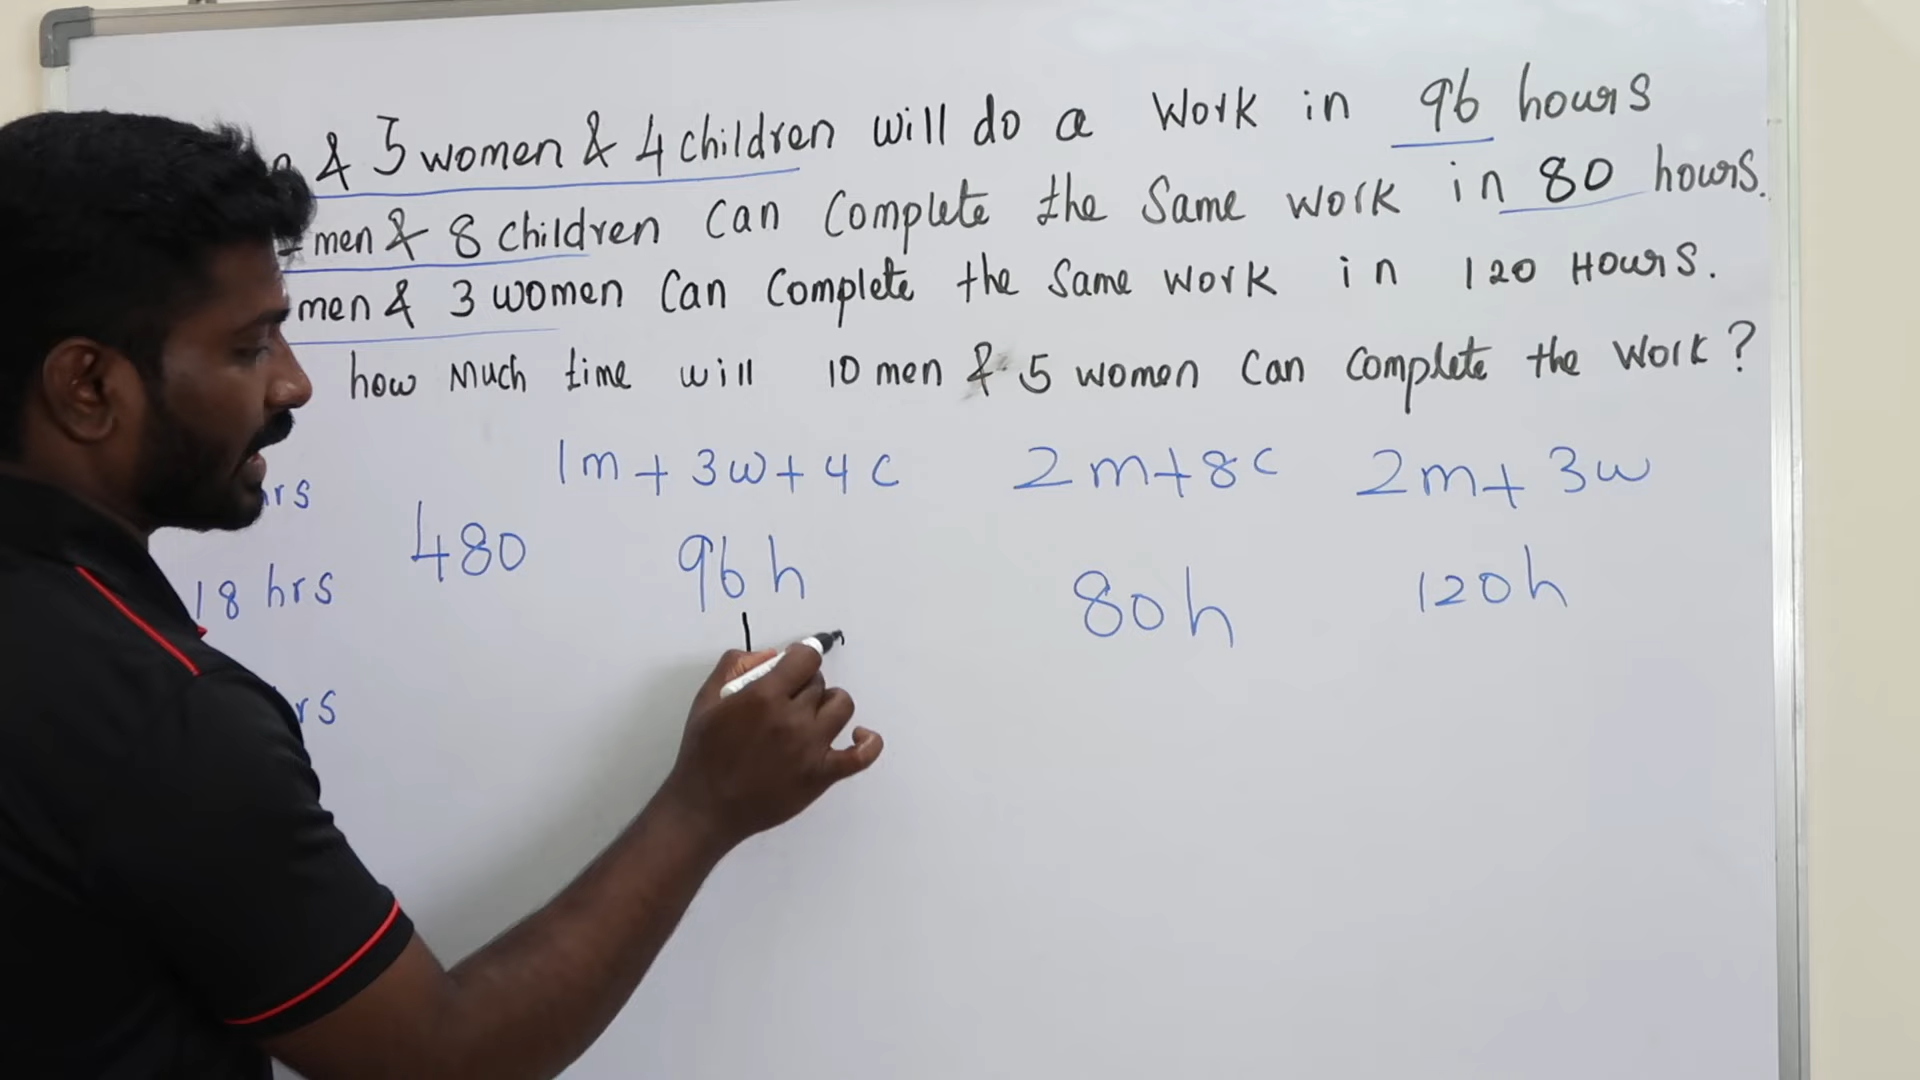 & 3 women & 4 children will do a work in 96 hours
men & 8 children can complete the same work in 80 hours.
men & 3 women can complete the same work in 120 Hours.
how much time will 10 men & 5 women can complete the work?
1m + 3w + 4c 2m+8c 2m+ 3w
rs 480 96h 80h 120h
18 hrs
rs